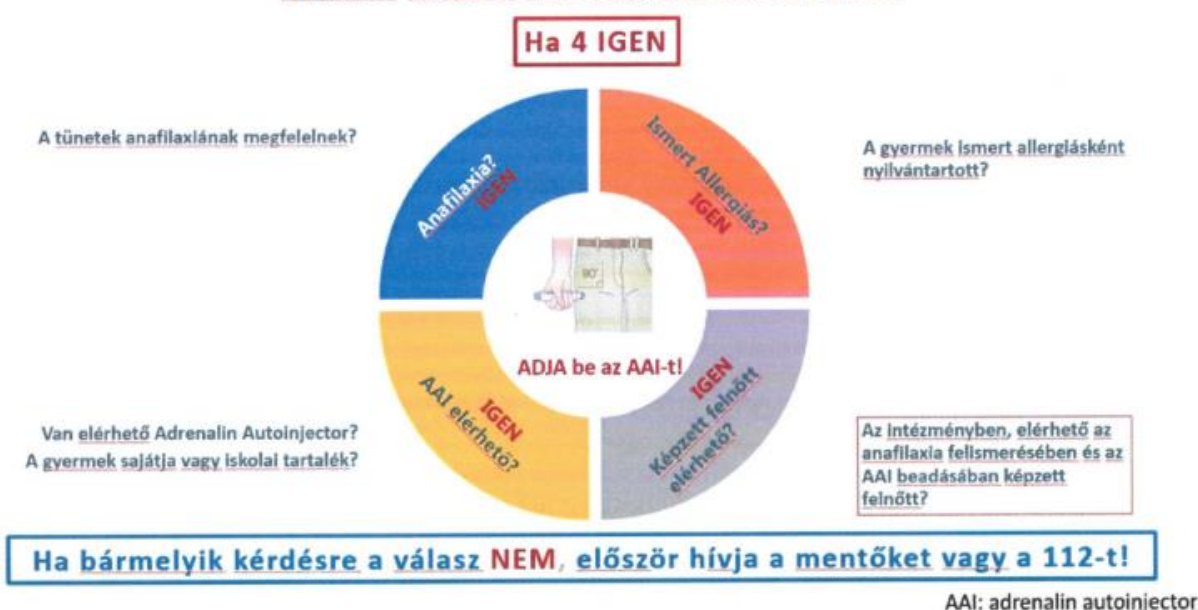 Ha 4 IGEN
A tünetek anafilaxiának megfelelnek?
Anafilaxia?
IGEN
Ismert Allergiás?
IGEN
A gyermek ismert allergiásként
nyilvántartott?
90°
ADJA be az AAI-t!
Van elérhető Adrenalin Autoinjector?
A gyermek sajátja vagy iskolai tartalék?
IGEN
AAI elérhető?
IGEN
Képzett felnőtt
elérhető?
Az intézményben, elérhető az
anafilaxia felismerésében és az
AAI beadásában képzett
felnőtt?
Ha bármelyik kérdésre a válasz NEM, először hívja a mentőket vagy a 112-t!
AAI: adrenalin autoinjector